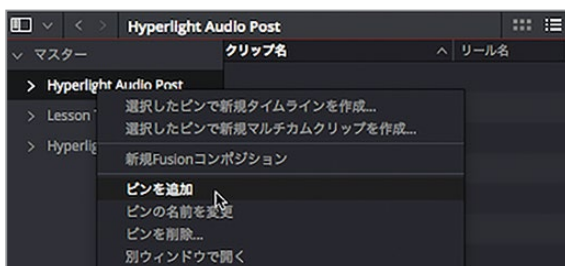 Hyperlight Audio Post
マスター
クリップ名
リール名
Hyperlight Audio Post
Lesson
Hyperlig
選択したビンで新規タイムラインを作成...
選択したビンで新規マルチカムクリップを作成...
新規Fusionコンポジション
ビンを追加
ビンの名前を変更
ビンを削除...
別ウィンドウで開く